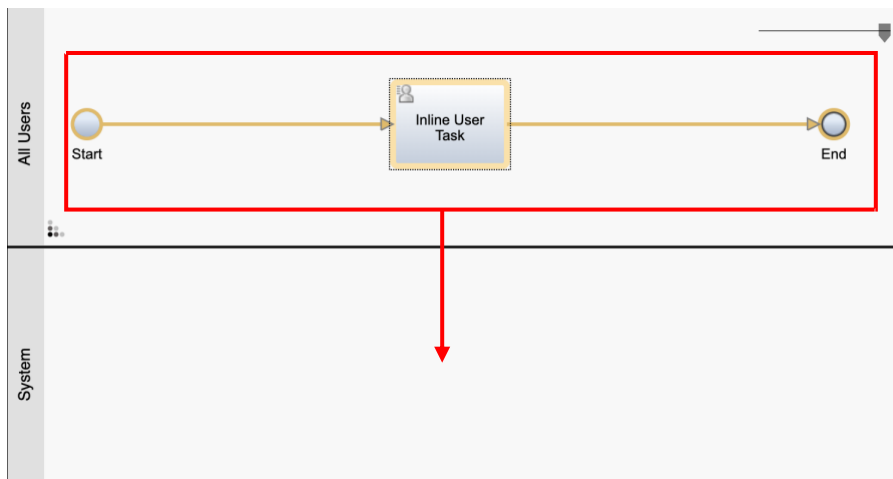 All Users
Start
Inline User
Task
End
System